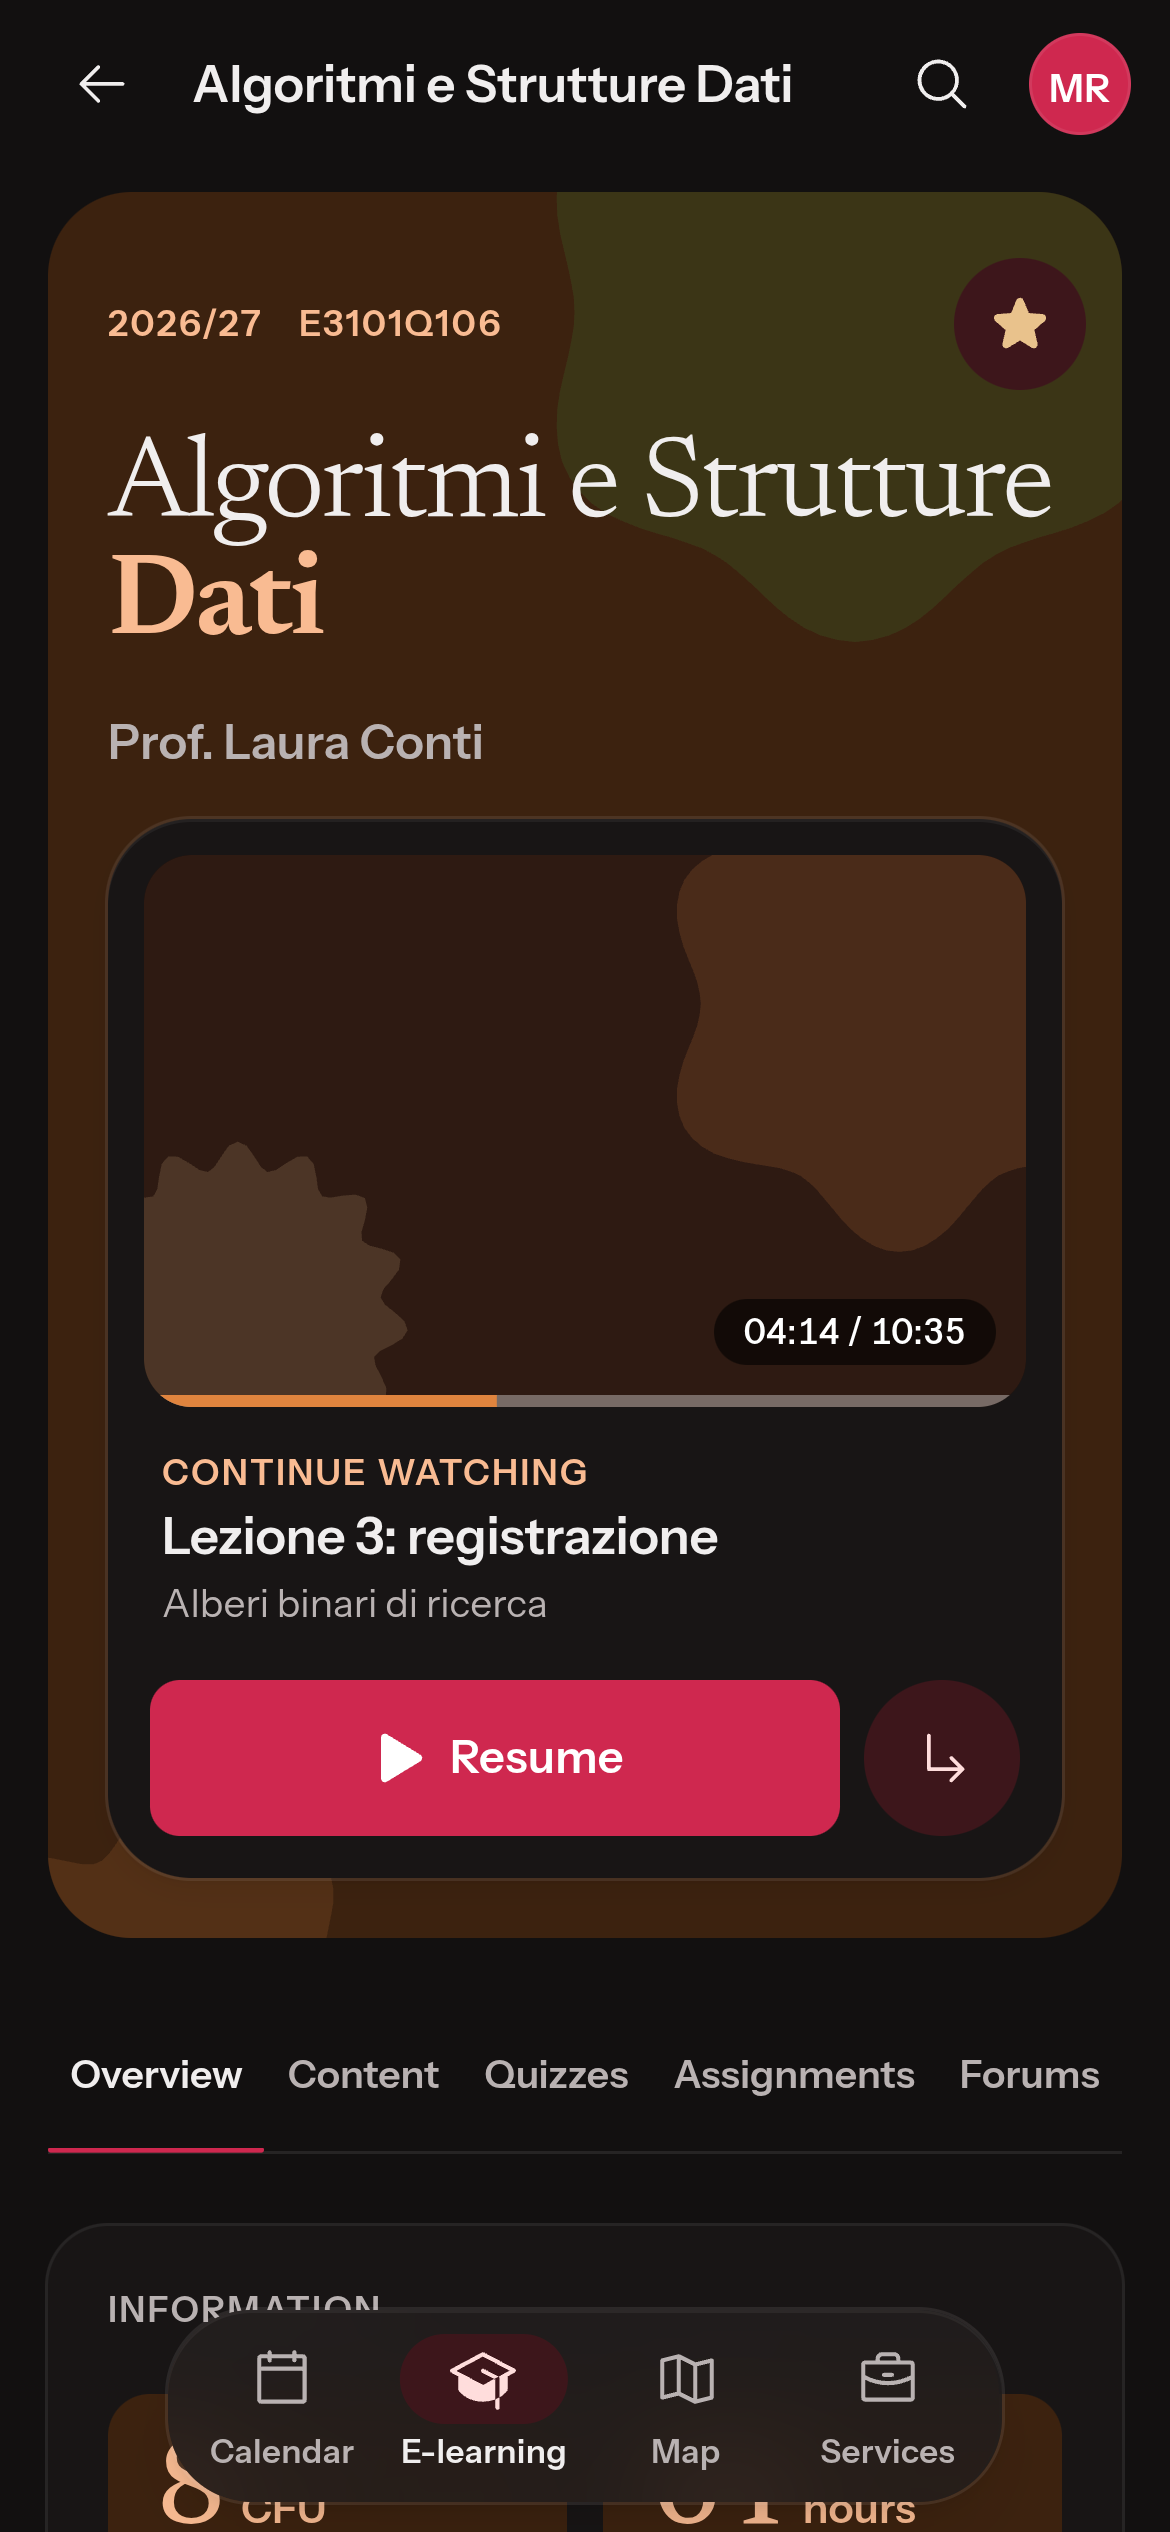 Algoritmi e Strutture Dati
MR
2026/27 E3101Q106
Algoritmi e Strutture
Dati
Prof. Laura Conti
04:14 / 10:35
CONTINUE WATCHING
Lezione 3: registrazione
Alberi binari di ricerca
Resume
Overview Content Quizzes Assignments Forums
INFORMATION
Calendar E-learning Map Services
8 CFU hours